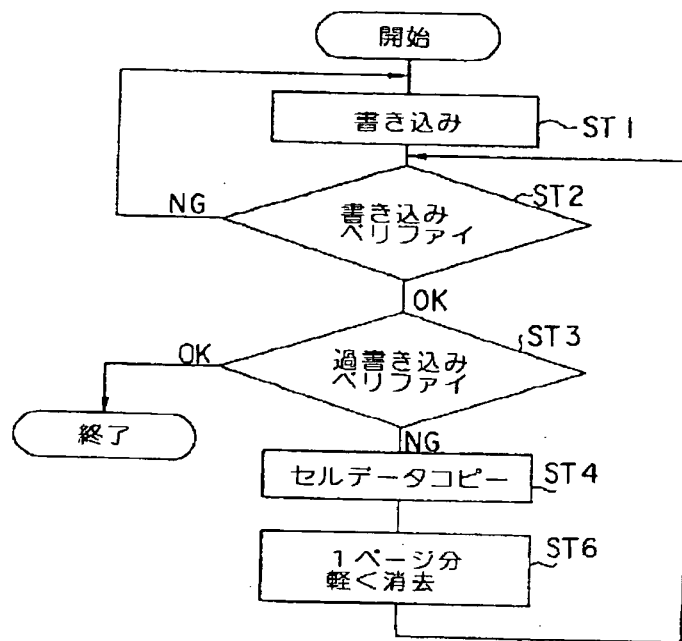 開始
書き込み
ST1
NG
書き込み
ベリファイ
ST2
OK
OK
過書き込み
ベリファイ
ST3
終了
NG
セルデータコピー
ST4
1ページ分
軽く消去
ST6